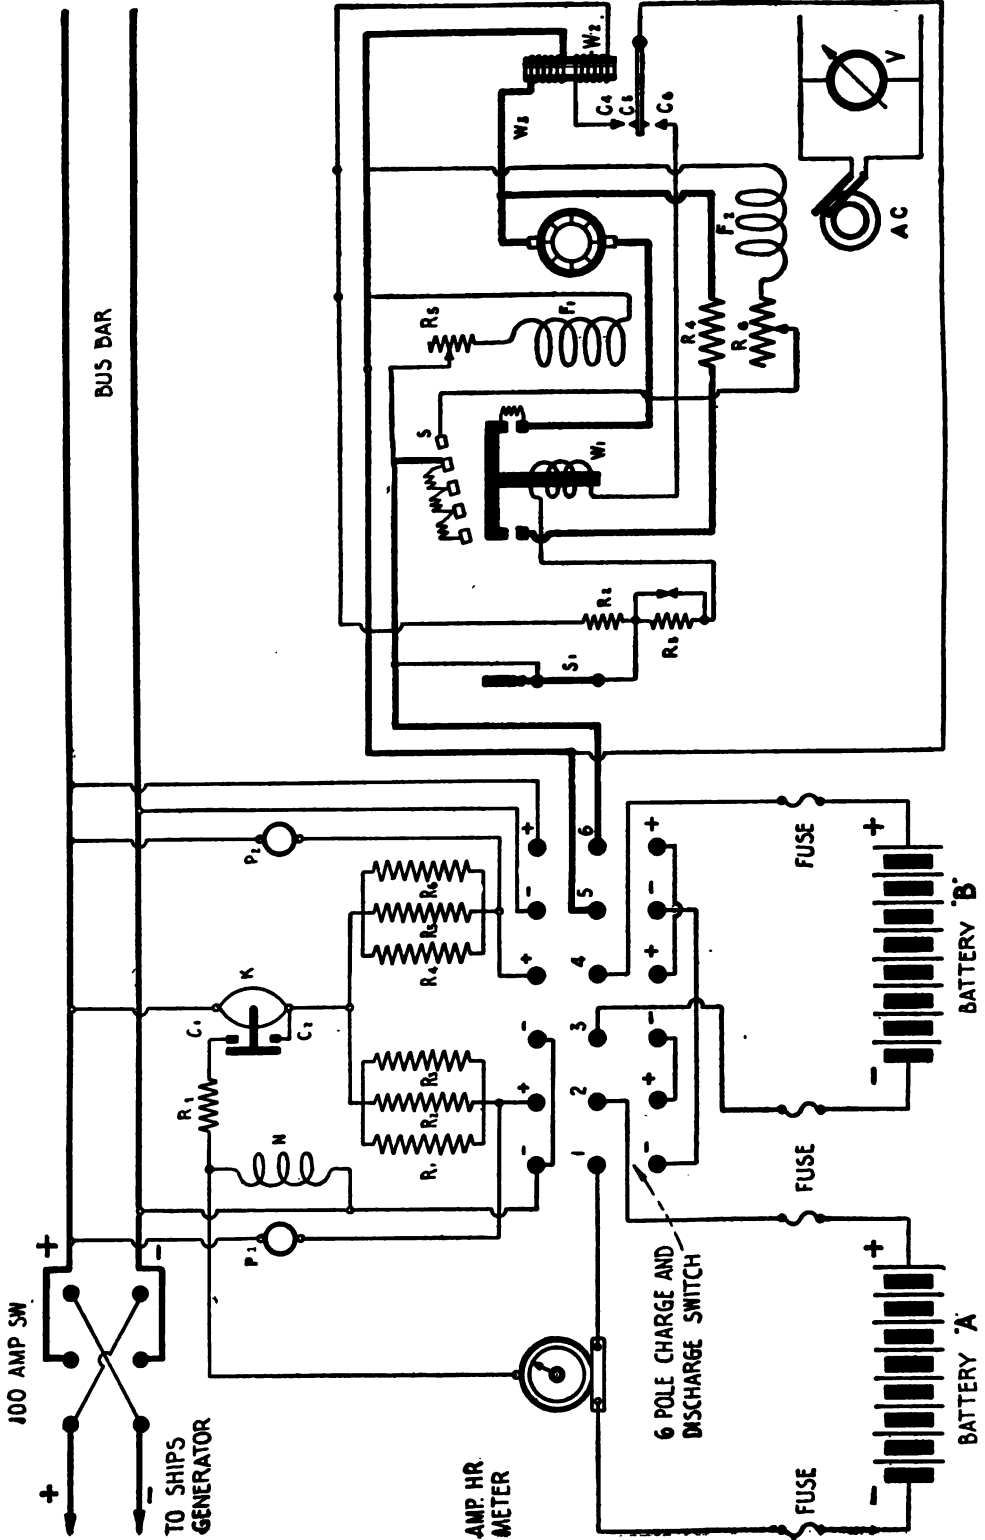 100 AMP SW
+
-
+
-
TO SHIPS
GENERATOR
BUS BAR
P1
N
R1
C1
C2
K
P2
R1
R2
R3
R4
R5
R6
AMP. HR.
METER
-
+
-
+
-
+
1
2
3
4
5
6
-
+
-
+
-
+
6 POLE CHARGE AND
DISCHARGE SWITCH
FUSE
FUSE
FUSE
FUSE
-
+
BATTERY "A"
-
+
BATTERY "B"
S1
R2
R3
S
W1
R5
F1
R4
R6
F2
W3
W2
C4
C5
C6
AC
V